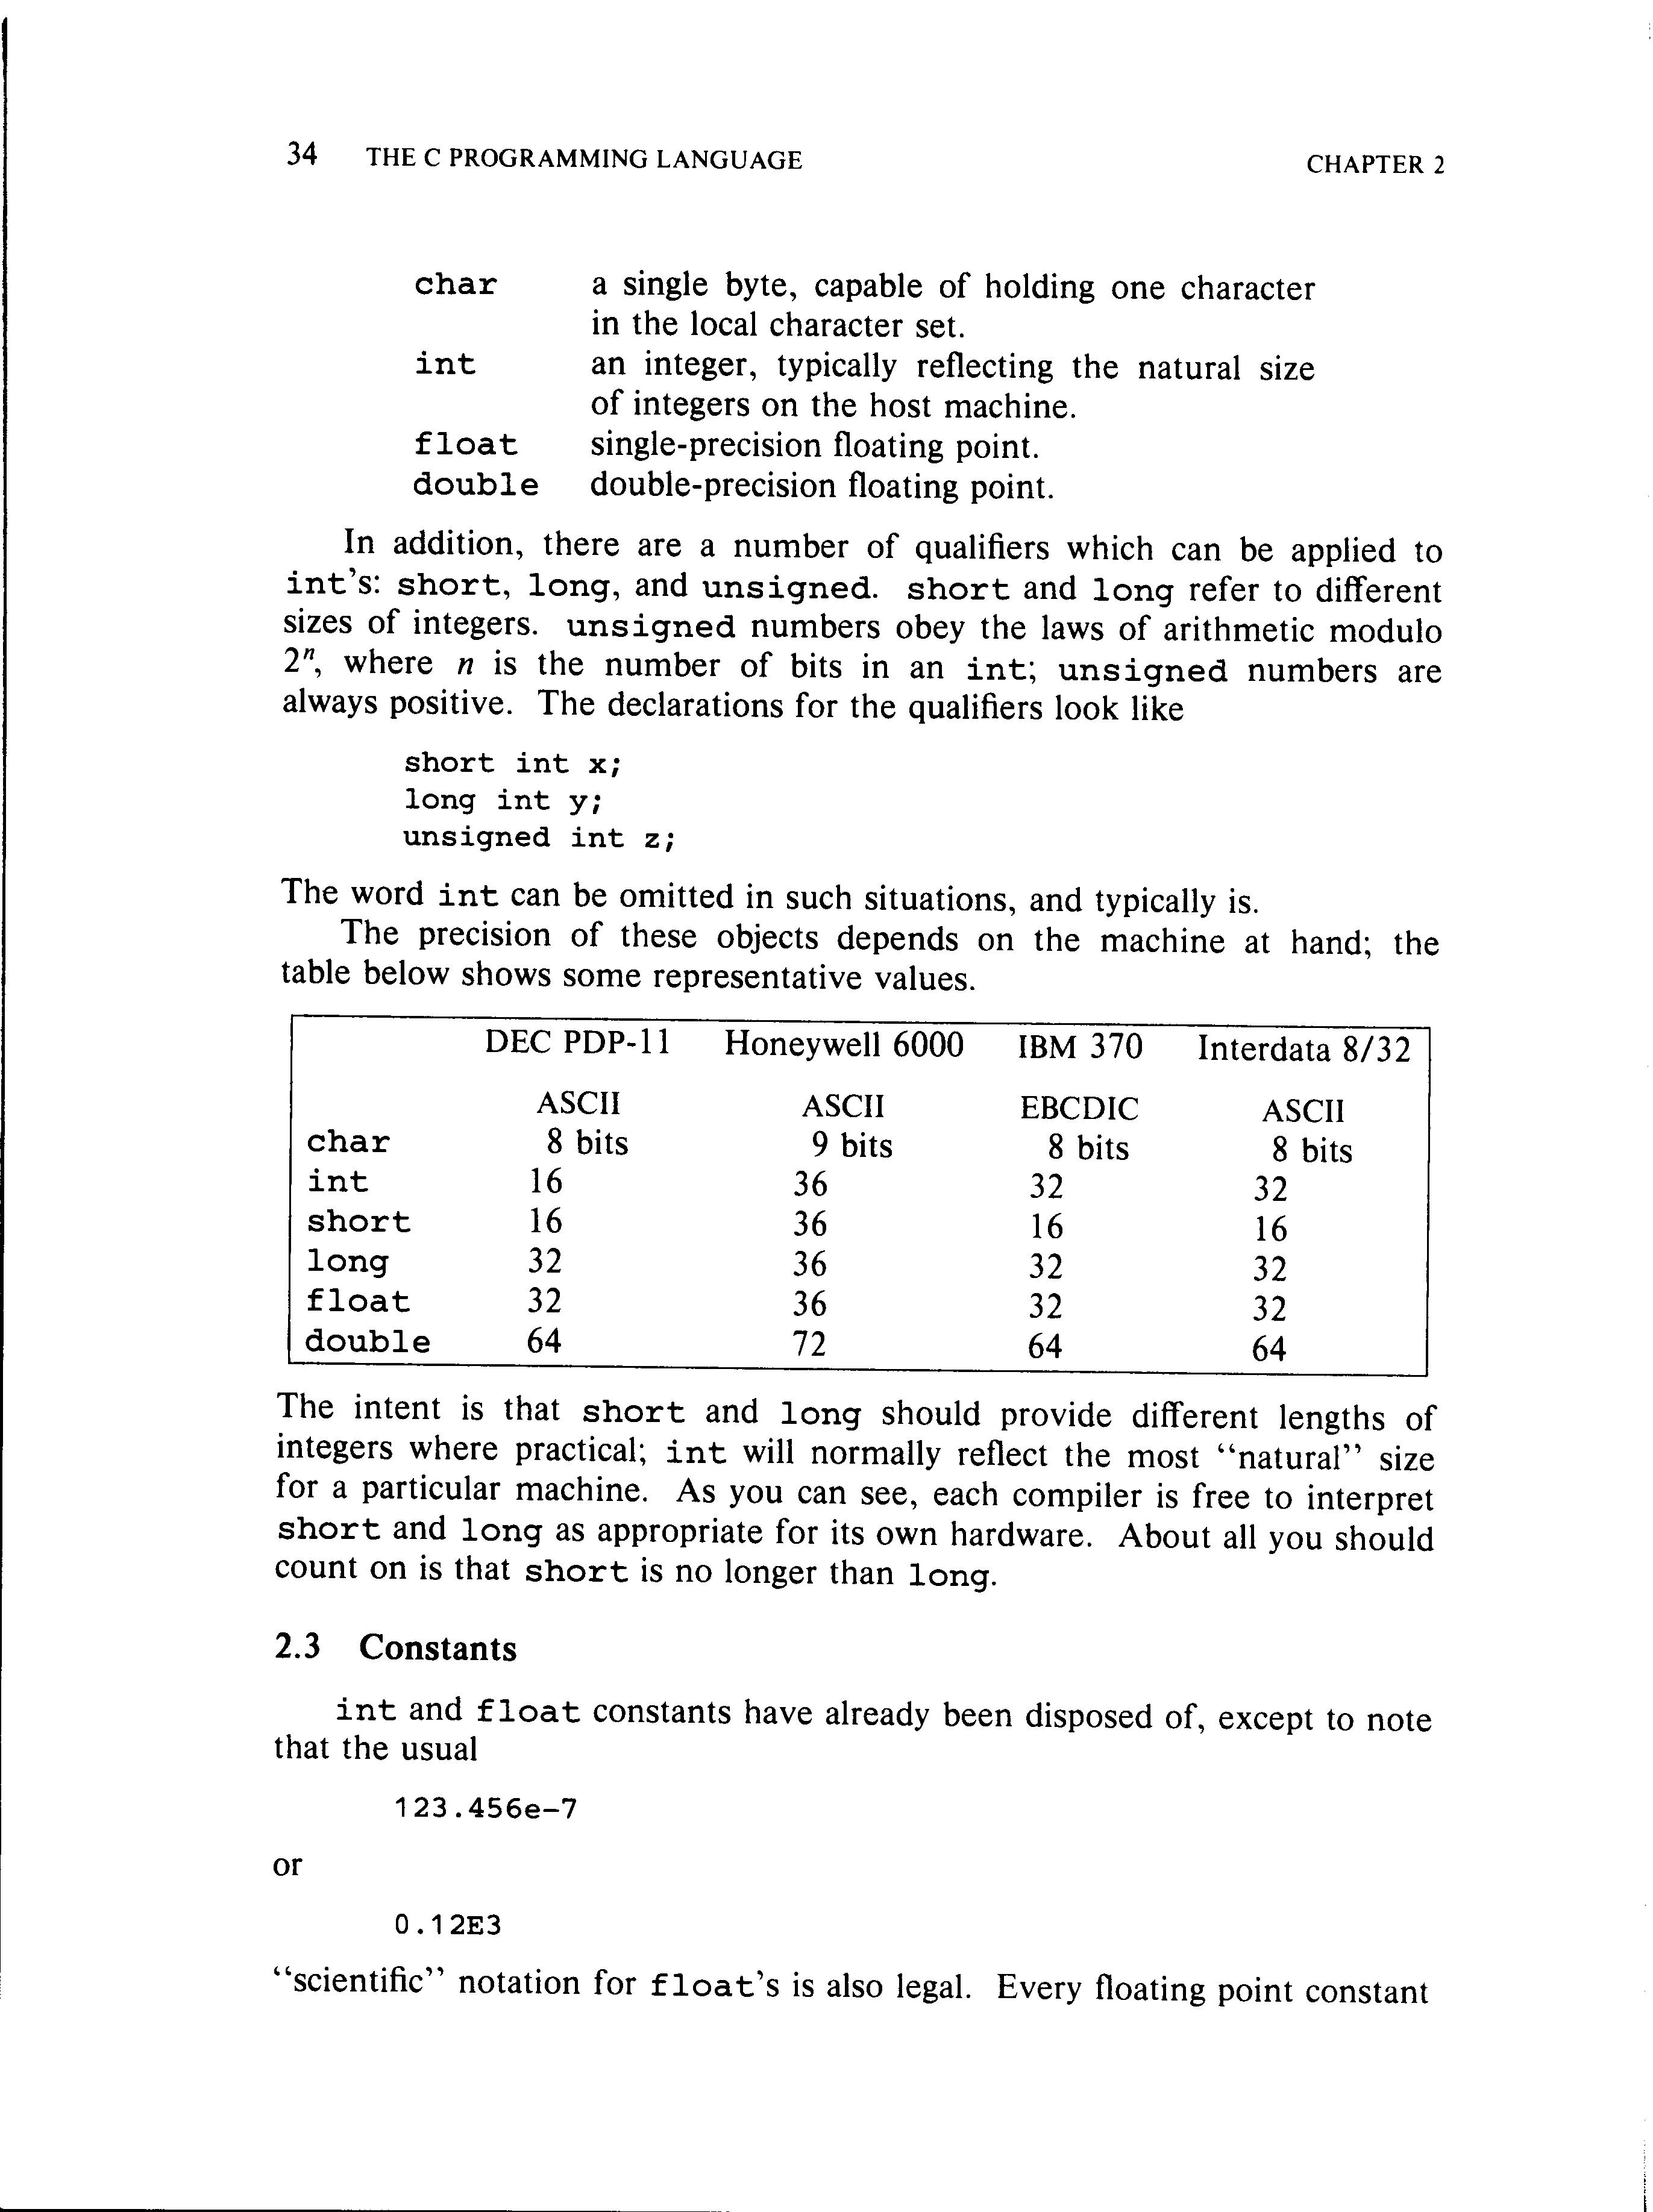 34 THE C PROGRAMMING LANGUAGE CHAPTER 2
char a single byte, capable of holding one character
in the local character set.
int an integer, typically reflecting the natural size
of integers on the host machine.
float single-precision floating point.
double double-precision floating point.
In addition, there are a number of qualifiers which can be applied to
int's: short, long, and unsigned. short and long refer to different
sizes of integers. unsigned numbers obey the laws of arithmetic modulo
2ⁿ, where n is the number of bits in an int; unsigned numbers are
always positive. The declarations for the qualifiers look like
short int x;
long int y;
unsigned int z;
The word int can be omitted in such situations, and typically is.
The precision of these objects depends on the machine at hand; the
table below shows some representative values.
DEC PDP-11 Honeywell 6000 IBM 370 Interdata 8/32
ASCII ASCII EBCDIC ASCII
char 8 bits 9 bits 8 bits 8 bits
int 16 36 32 32
short 16 36 16 16
long 32 36 32 32
float 32 36 32 32
double 64 72 64 64
The intent is that short and long should provide different lengths of
integers where practical; int will normally reflect the most “natural” size
for a particular machine. As you can see, each compiler is free to interpret
short and long as appropriate for its own hardware. About all you should
count on is that short is no longer than long.
2.3 Constants
int and float constants have already been disposed of, except to note
that the usual
123.456e−7
or
0.12E3
“scientific” notation for float's is also legal. Every floating point constant